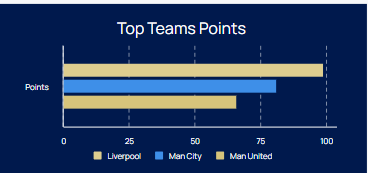 Top Teams Points
Points
0 25 50 75 100
Liverpool Man City Man United